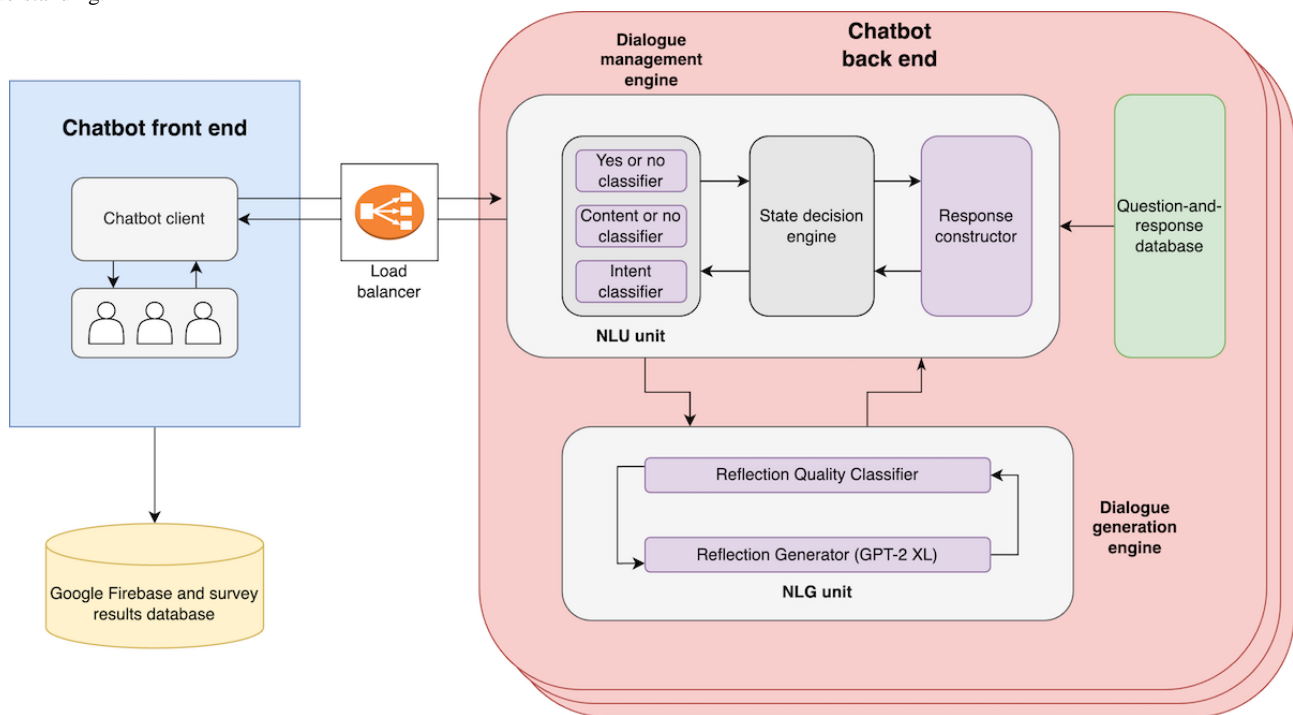 Chatbot front end
Chatbot client
Google Firebase and survey
results database
Load
balancer
Chatbot
back end
Dialogue
management
engine
Yes or no
classifier
Content or no
classifier
Intent
classifier
NLU unit
State decision
engine
Response
constructor
Question-and-
response
database
Reflection Quality Classifier
Reflection Generator (GPT-2 XL)
NLG unit
Dialogue
generation
engine